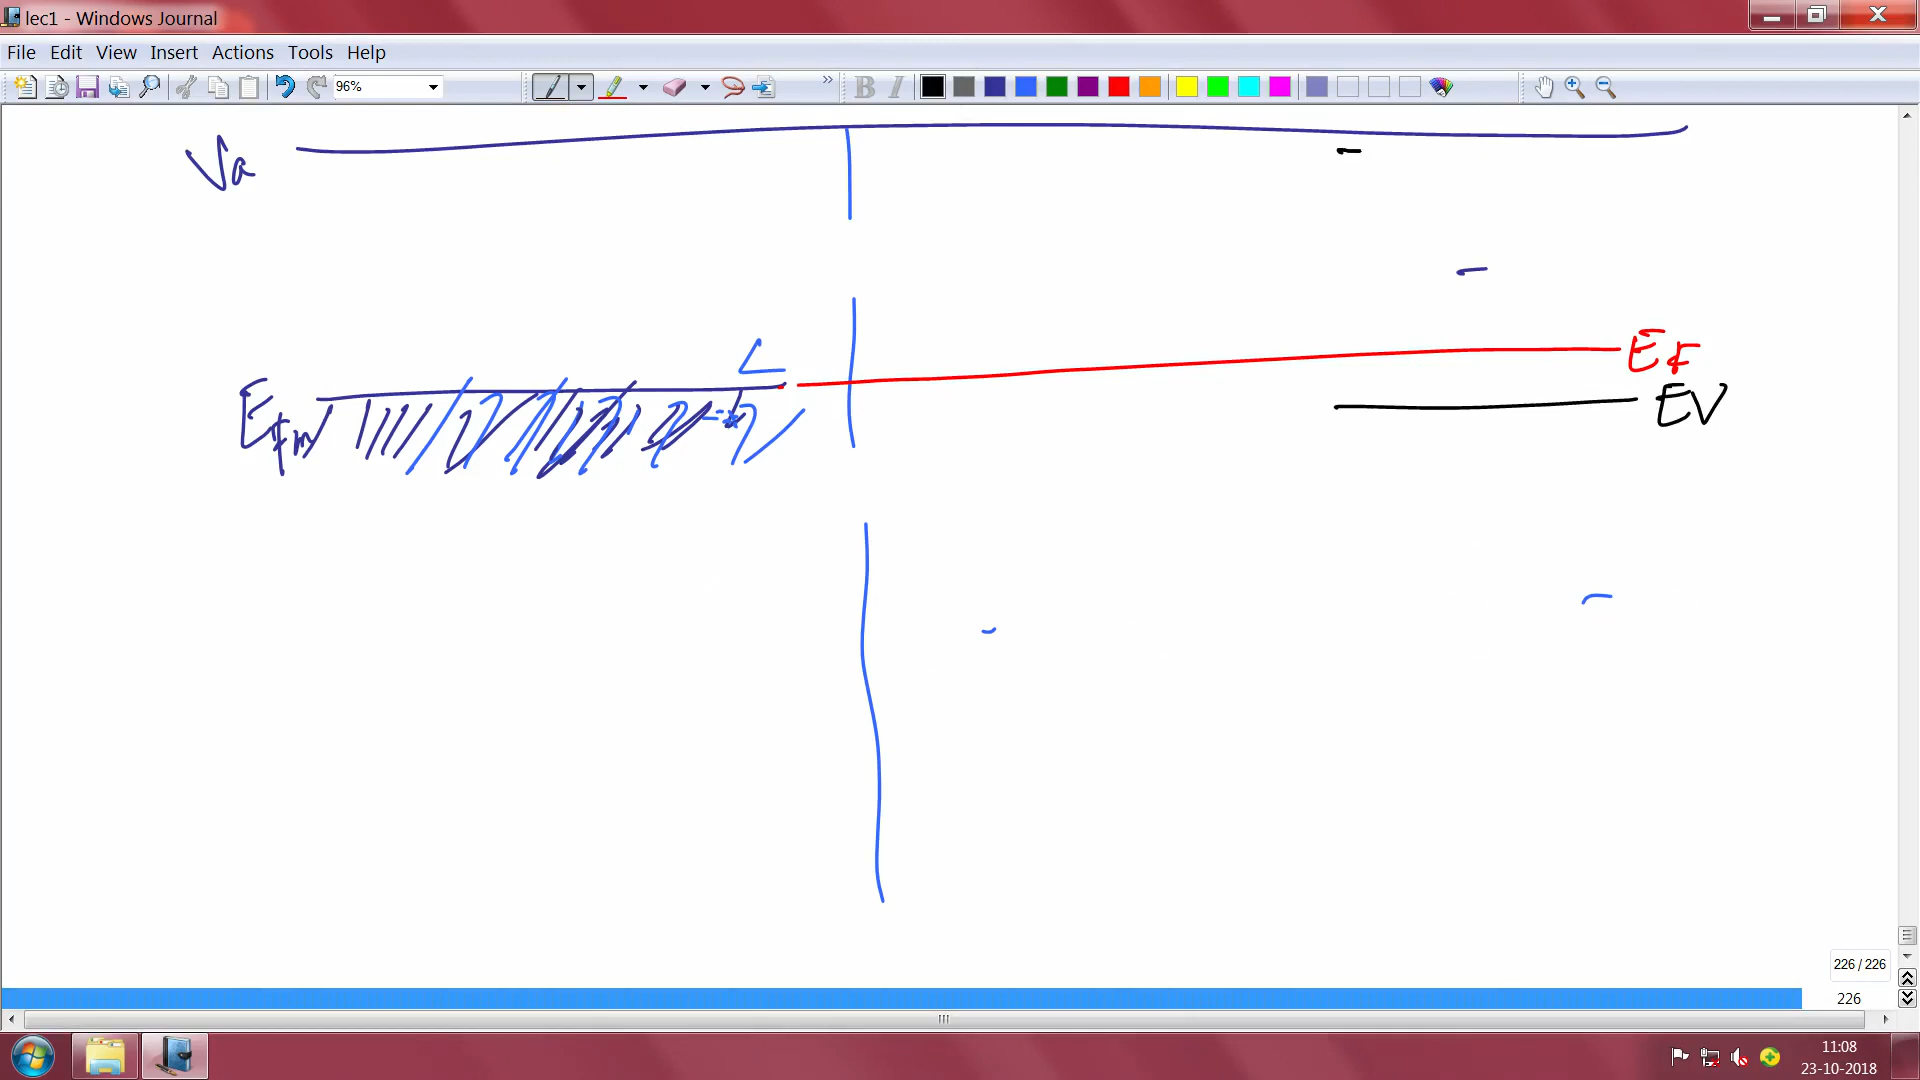 lec1 - Windows Journal
File Edit View Insert Actions Tools Help
96% B I
Va
Ef
Efm
EV
226 / 226
226
11:08
23-10-2018